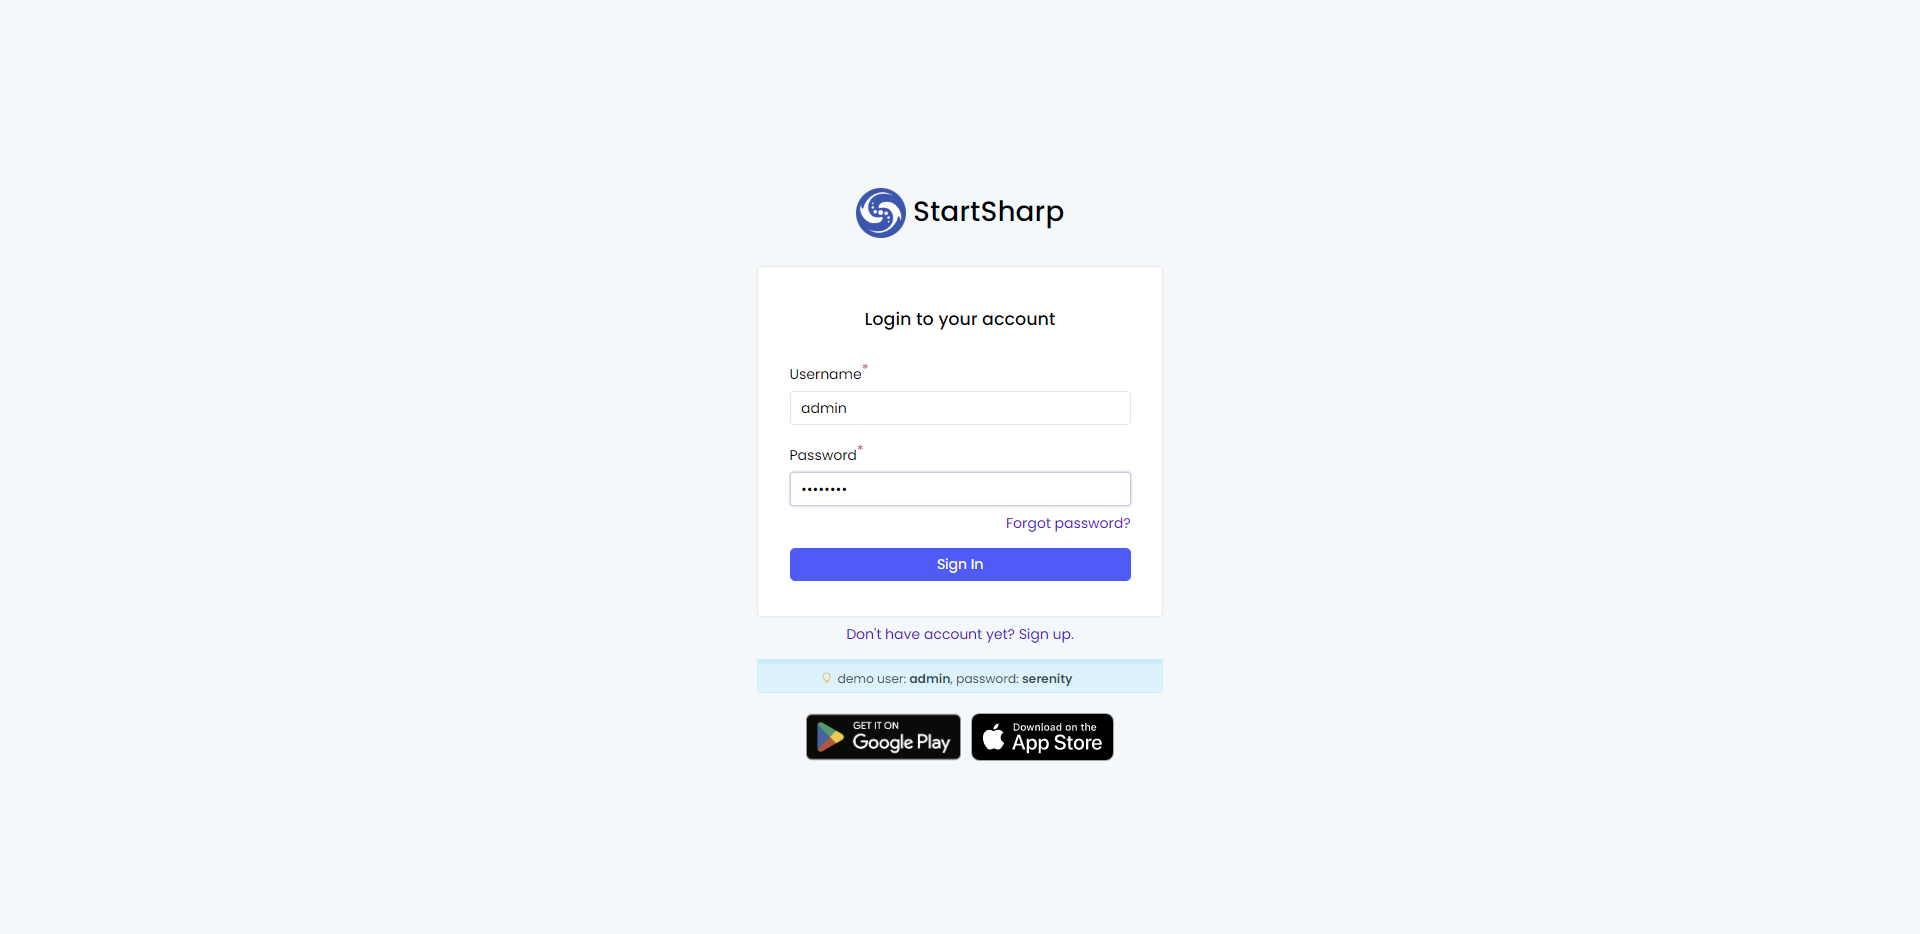 StartSharp
Login to your account
Username*
admin
Password*
••••••••
Forgot password?
Sign In
Don't have account yet? Sign up.
demo user: admin, password: serenity
GET IT ON
Google Play
Download on the
App Store